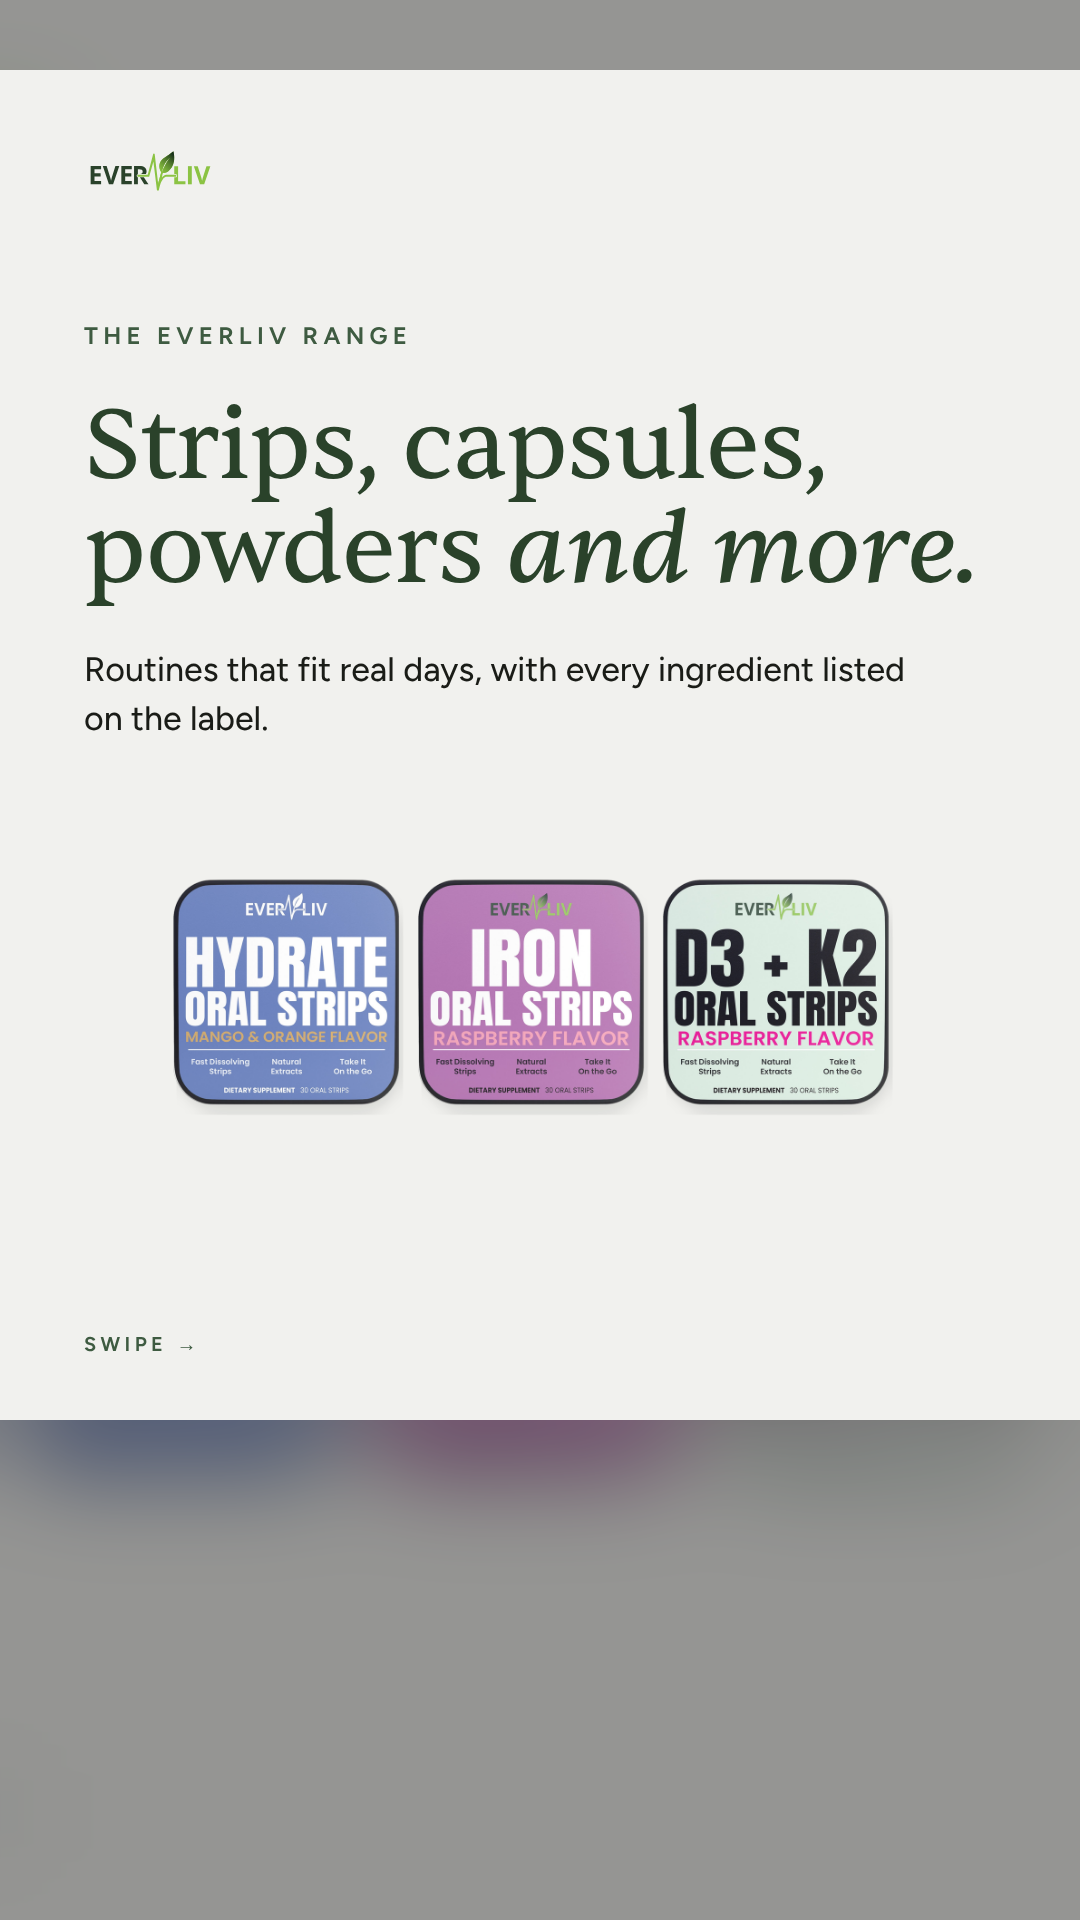 EVERLIV
THE EVERLIV RANGE
Strips, capsules,
powders and more.
Routines that fit real days, with every ingredient listed
on the label.
EVERLIV
HYDRATE
ORAL STRIPS
MANGO & ORANGE FLAVOR
Fast Dissolving Strips
Natural Extracts
Take It On the Go
DIETARY SUPPLEMENT 30 ORAL STRIPS
EVERLIV
IRON
ORAL STRIPS
RASPBERRY FLAVOR
Fast Dissolving Strips
Natural Extracts
Take It On the Go
DIETARY SUPPLEMENT 30 ORAL STRIPS
EVERLIV
D3 + K2
ORAL STRIPS
RASPBERRY FLAVOR
Fast Dissolving Strips
Natural Extracts
Take It On the Go
DIETARY SUPPLEMENT 30 ORAL STRIPS
SWIPE →